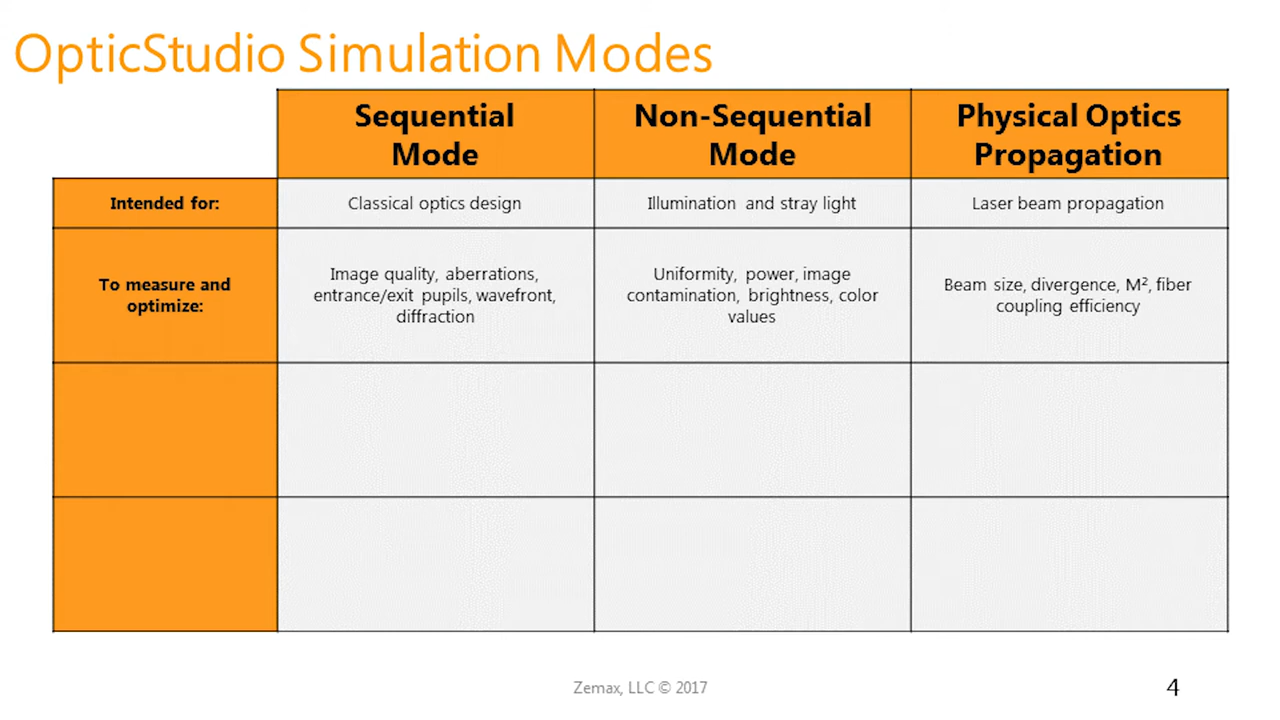 OpticStudio Simulation Modes
Sequential
Mode
Non-Sequential
Mode
Physical Optics
Propagation
Intended for:
Classical optics design
Illumination and stray light
Laser beam propagation
To measure and
optimize:
Image quality, aberrations,
entrance/exit pupils, wavefront,
diffraction
Uniformity, power, image
contamination, brightness, color
values
Beam size, divergence, M², fiber
coupling efficiency
Zemax, LLC © 2017
4